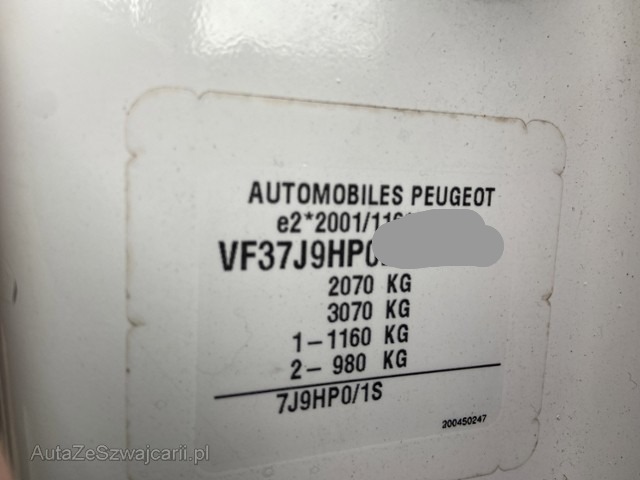 AUTOMOBILES PEUGEOT
e2*2001/116
VF37J9HP0
2070 KG
3070 KG
1-1160 KG
2- 980 KG
7J9HP0/1S
200450247
AutaZeSzwajcarii.pl